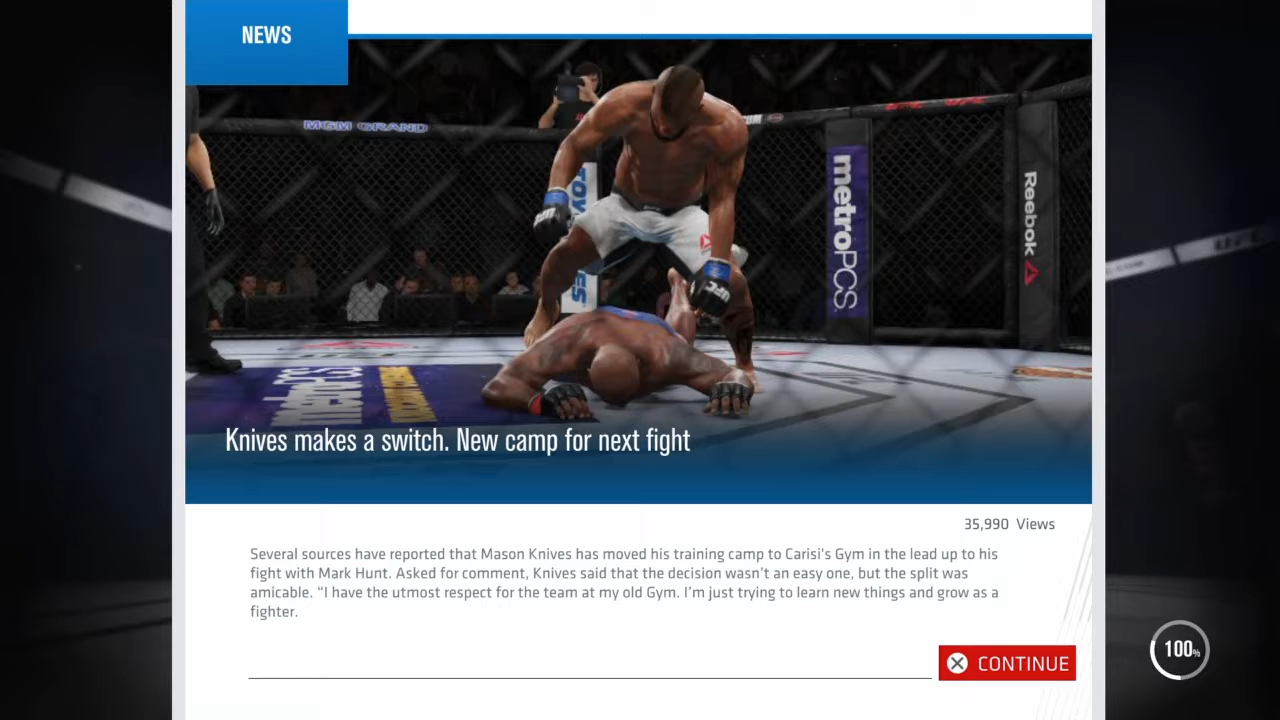 NEWS
MGM GRAND
metroPCS
Reebok
UFC
metroPCS
Knives makes a switch. New camp for next fight
35,990 Views
Several sources have reported that Mason Knives has moved his training camp to Carisi's Gym in the lead up to his
fight with Mark Hunt. Asked for comment, Knives said that the decision wasn't an easy one, but the split was
amicable. "I have the utmost respect for the team at my old Gym. I'm just trying to learn new things and grow as a
fighter.
100%
CONTINUE